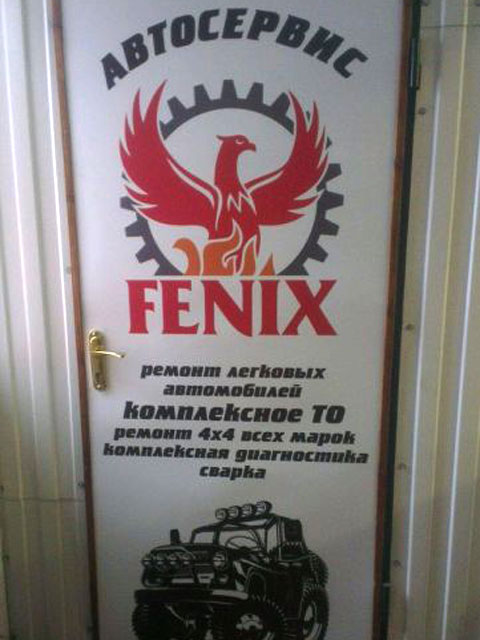 АВТОСЕРВИС
FENIX
ремонт легковых
автомобилей
комплексное ТО
ремонт 4х4 всех марок
комплексная диагностика
сварка